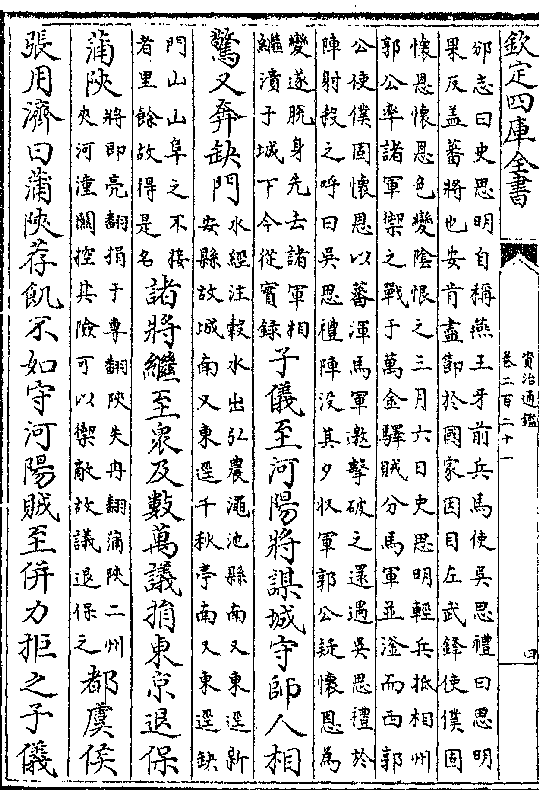 欽定四庫全書
資治通鑑
卷二百二十一
四
邠志曰史思明自稱燕王牙前兵馬使吳思禮曰思明
果反盖蕃將也安肯盡節於國家因目左武鋒使僕固
懷恩懷恩色變陰恨之三月六日史思明輕兵抵相州
郭公率諸軍禦之戰于萬金驛賊分馬軍並滏而西郭
公使僕固懷恩以蕃渾馬軍邀擊破之還遇吳思禮於
陣射殺之呼曰吳思禮陣沒其夕收軍郭公疑懷恩為
變遂脫身先去諸軍相
繼潰于城下今從實錄
子儀至河陽將謀城守師人相
驚又奔缺門
水經注穀水出弘農澠池縣南又東逕新
安縣故城南又東逕千秋亭南又東逕缺
門山山阜之不接
者里餘故得是名
諸將繼至眾及數萬議捐東京退保
蒲陝
將即亮翻捐于專翻陝失冉翻蒲陝二州
夾河潼關控其險可以禦敵故議退保之
都虞侯
張用濟曰蒲陝荐飢不如守河陽賊至併力拒之子儀